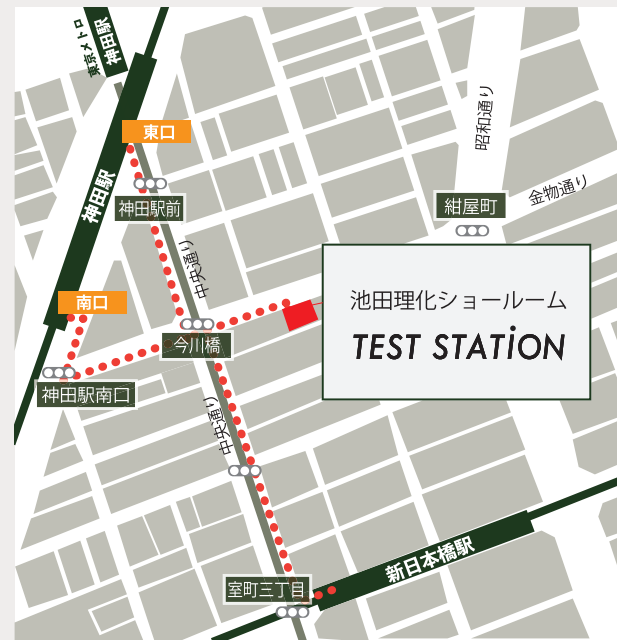 東京メトロ
神田駅
東口
神田駅
神田駅前
昭和通り
金物通り
紺屋町
中央通り
南口
今川橋
池田理化ショールーム
TEST STATiON
神田駅南口
中央通り
新日本橋駅
室町三丁目